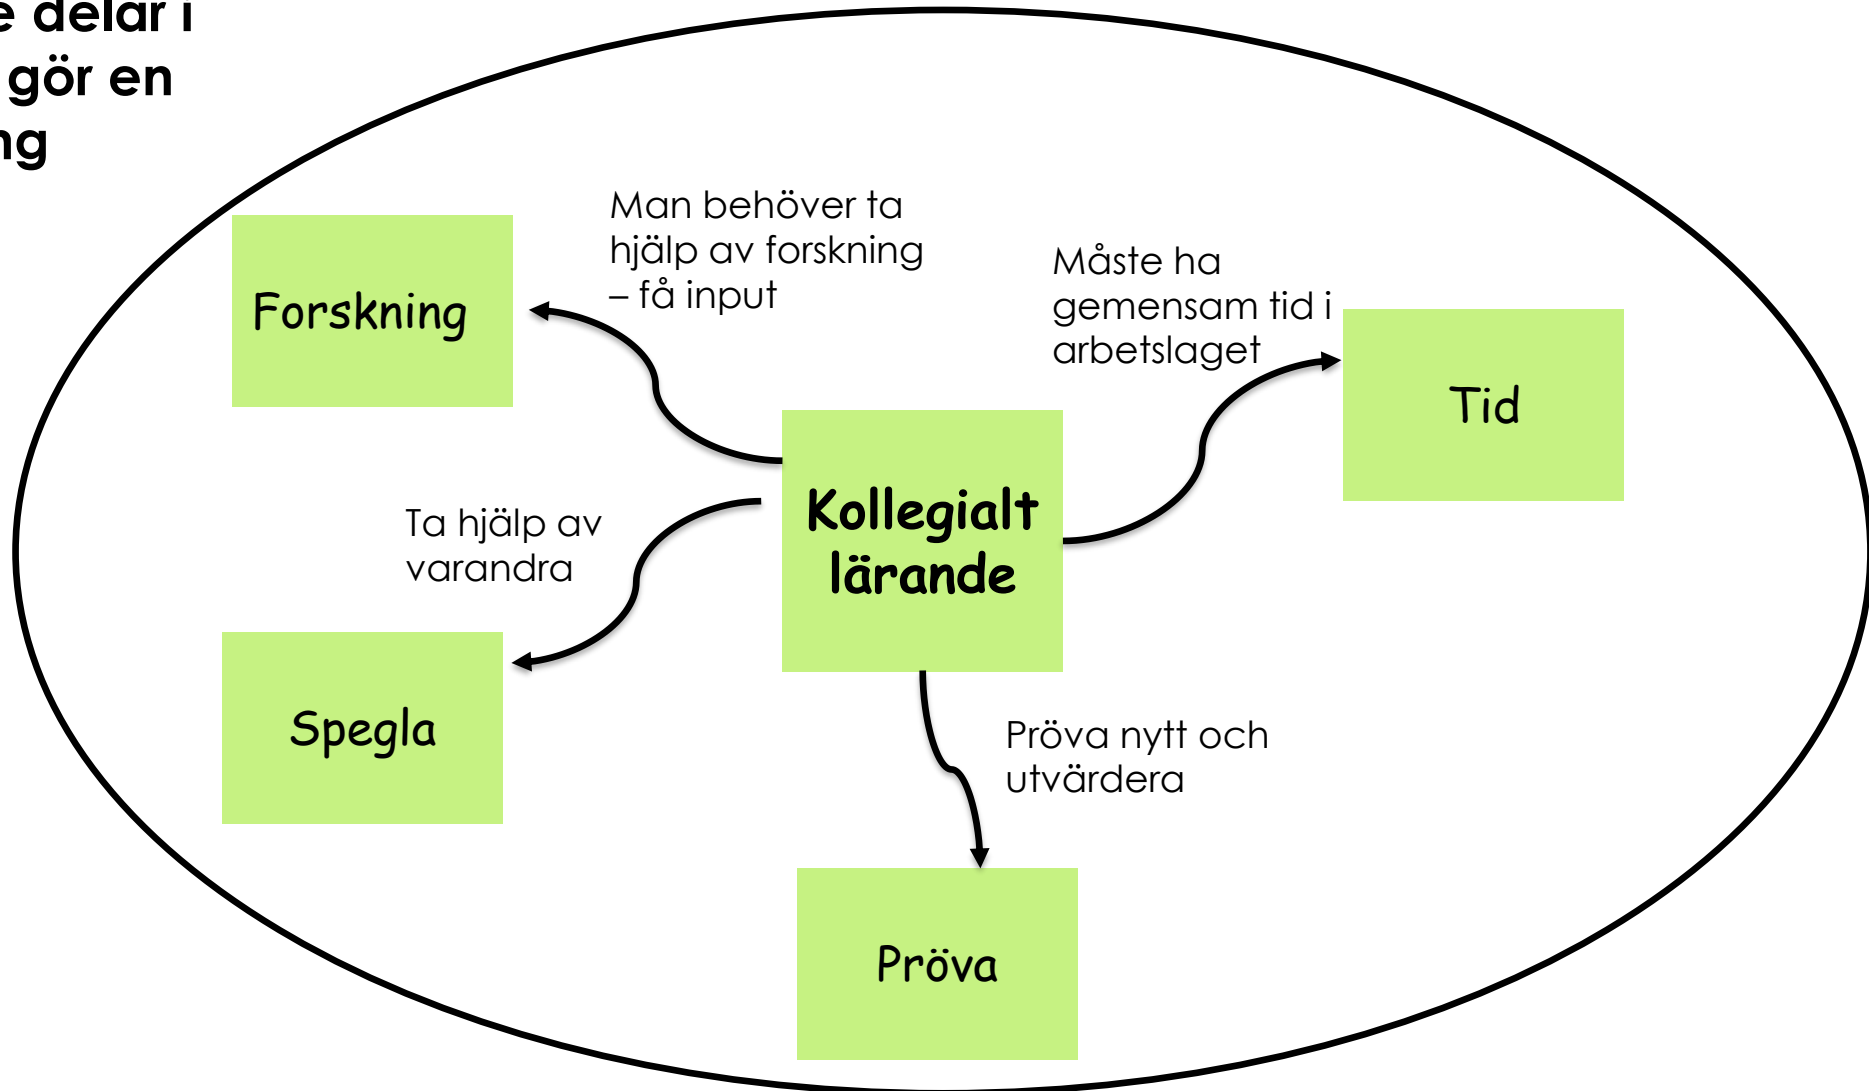 delar i
gör en
Man behöver ta
hjälp av forskning
– få input
Forskning
Måste ha
gemensam tid i
arbetslaget
Tid
Kollegialt
lärande
Ta hjälp av
varandra
Spegla
Pröva nytt och
utvärdera
Pröva